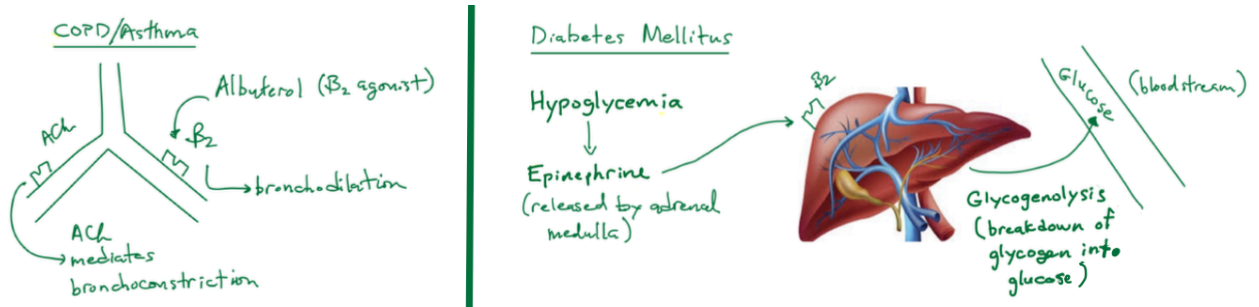 COPD/Asthma
Albuterol (β₂ agonist)
ACh
β₂
bronchodilation
ACh
mediates
bronchoconstriction
Diabetes Mellitus
Hypoglycemia
Epinephrine
(released by adrenal
medulla)
β₂
Glycogenolysis
(breakdown of
glycogen into
glucose)
Glucose
(bloodstream)